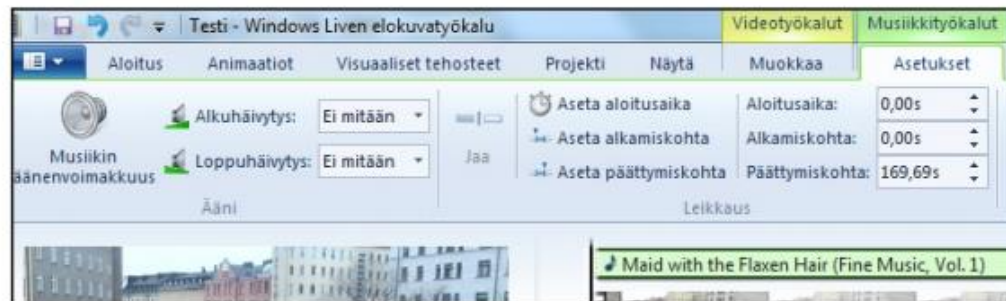 Testi - Windows Liven elokuvatyökalu
Videotyökalut
Musiikkityökalut
Aloitus
Animaatiot
Visuaaliset tehosteet
Projekti
Näytä
Muokkaa
Asetukset
Musiikin
äänenvoimakkuus
Alkuhäivytys: Ei mitään
Loppuhäivytys: Ei mitään
Ääni
Jaa
Aseta aloitusaika
Aseta alkamiskohta
Aseta päättymiskohta
Aloitusaika: 0,00s
Alkamiskohta: 0,00s
Päättymiskohta: 169,69s
Leikkaus
Maid with the Flaxen Hair (Fine Music, Vol. 1)